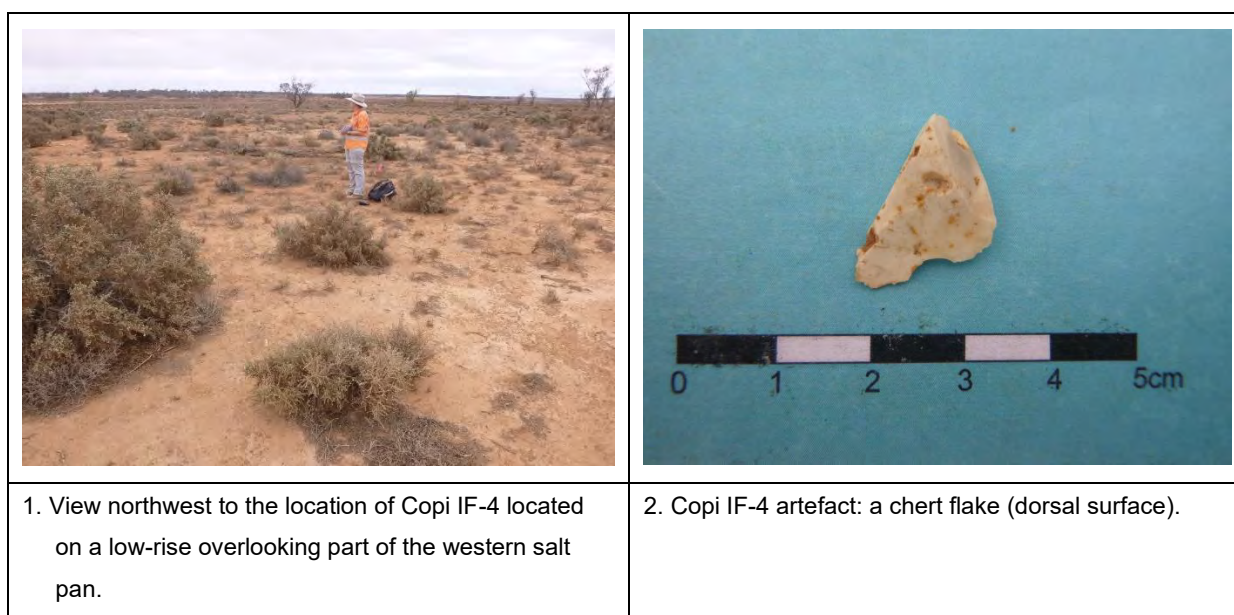 0 1 2 3 4 5cm
1. View northwest to the location of Copi IF-4 located
on a low-rise overlooking part of the western salt
pan.
2. Copi IF-4 artefact: a chert flake (dorsal surface).